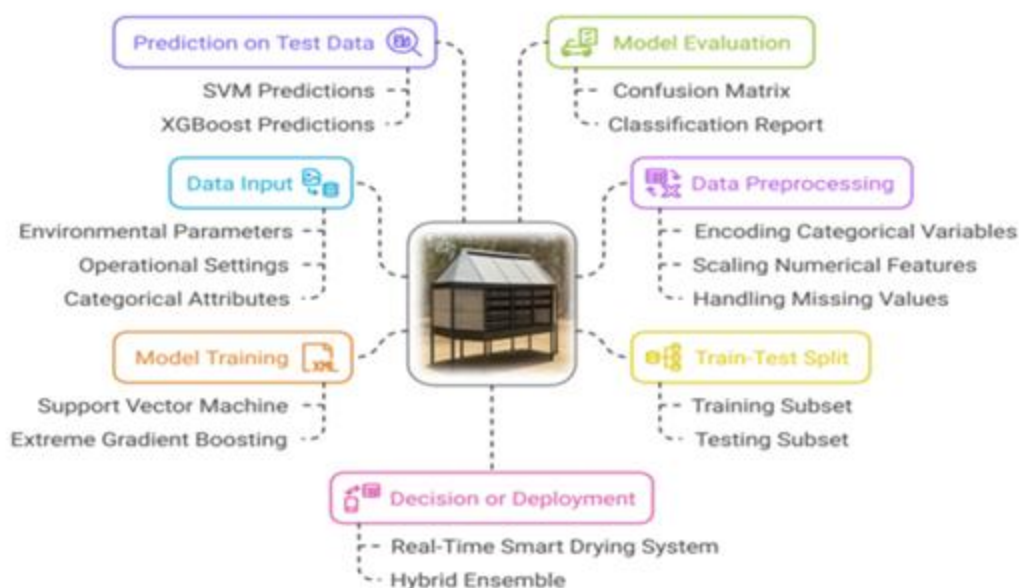 Prediction on Test Data
SVM Predictions
XGBoost Predictions
Model Evaluation
Confusion Matrix
Classification Report
Data Input
Environmental Parameters
Operational Settings
Categorical Attributes
Data Preprocessing
Encoding Categorical Variables
Scaling Numerical Features
Handling Missing Values
Model Training
XML
Support Vector Machine
Extreme Gradient Boosting
Train-Test Split
Training Subset
Testing Subset
Decision or Deployment
Real-Time Smart Drying System
Hybrid Ensemble